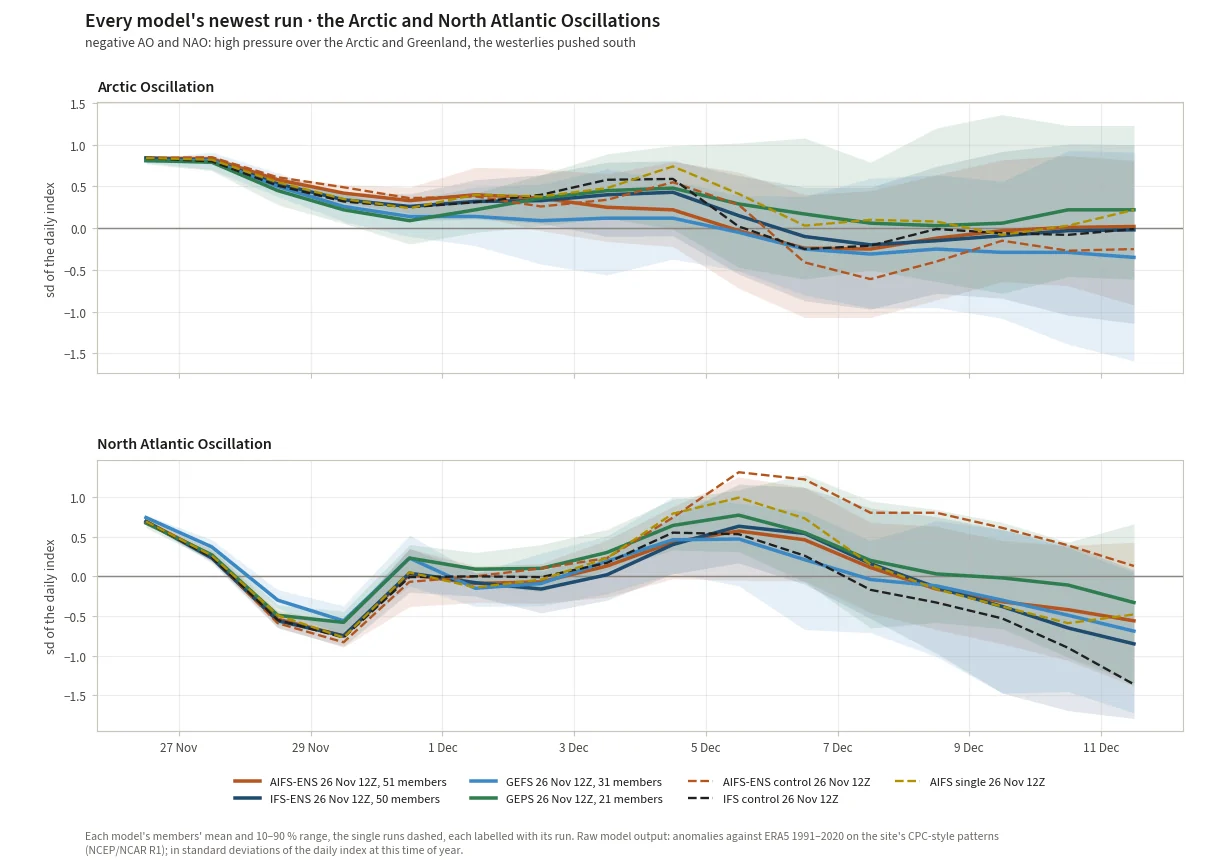 Every model's newest run · the Arctic and North Atlantic Oscillations
negative AO and NAO: high pressure over the Arctic and Greenland, the westerlies pushed south
Arctic Oscillation
1.5
1.0
0.5
0.0
−0.5
−1.0
−1.5
sd of the daily index
North Atlantic Oscillation
1.0
0.5
0.0
−0.5
−1.0
−1.5
sd of the daily index
27 Nov 29 Nov 1 Dec 3 Dec 5 Dec 7 Dec 9 Dec 11 Dec
AIFS-ENS 26 Nov 12Z, 51 members GEFS 26 Nov 12Z, 31 members AIFS-ENS control 26 Nov 12Z AIFS single 26 Nov 12Z
IFS-ENS 26 Nov 12Z, 50 members GEPS 26 Nov 12Z, 21 members IFS control 26 Nov 12Z
Each model's members' mean and 10–90 % range, the single runs dashed, each labelled with its run. Raw model output: anomalies against ERA5 1991–2020 on the site's CPC-style patterns
(NCEP/NCAR R1); in standard deviations of the daily index at this time of year.